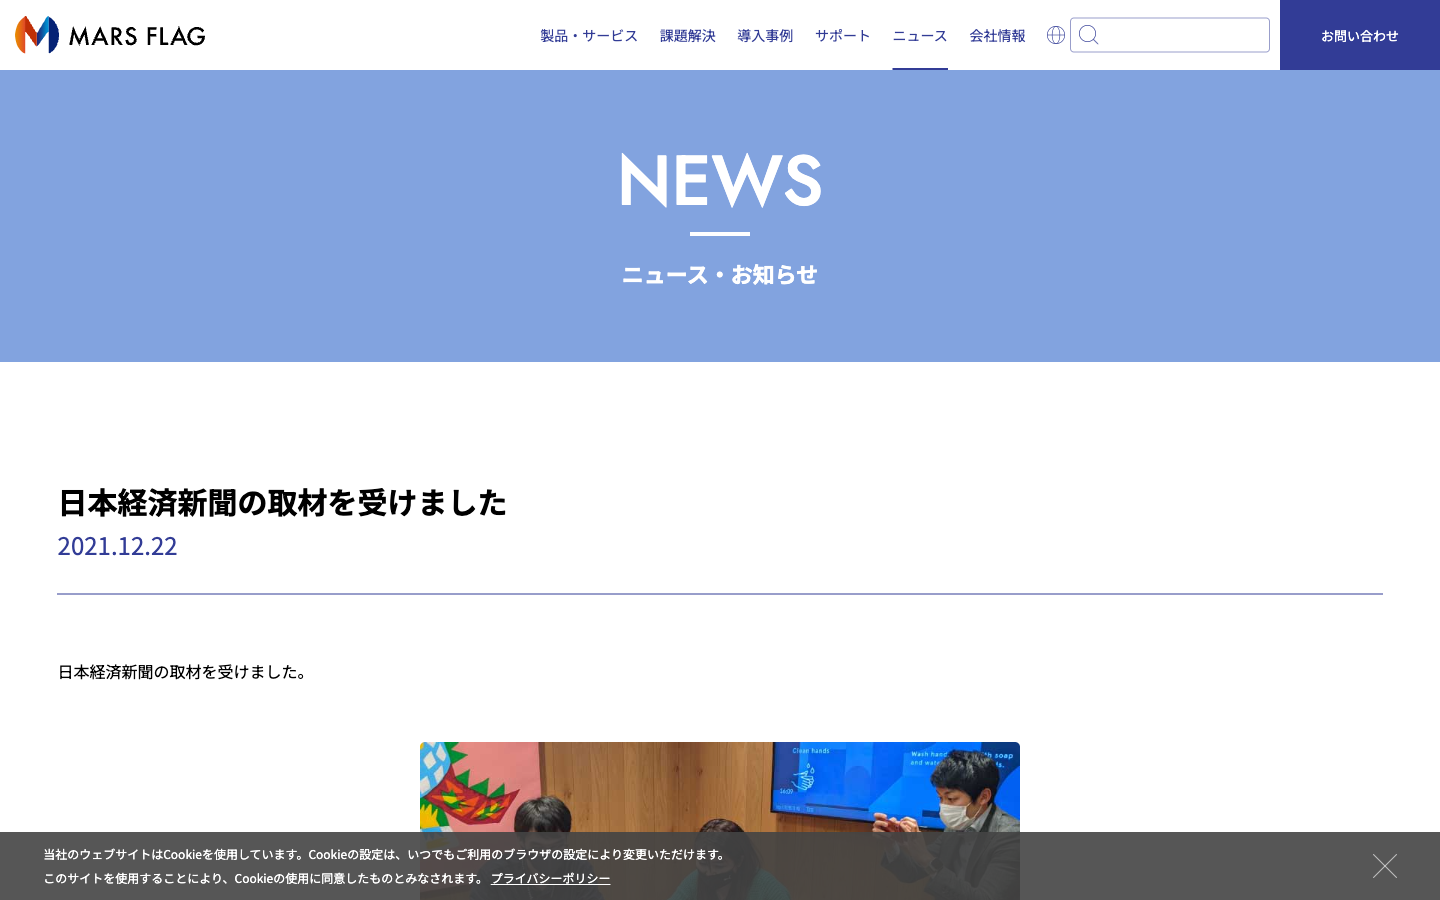 MARS FLAG
製品・サービス
課題解決
導入事例
サポート
ニュース
会社情報
お問い合わせ
NEWS
ニュース・お知らせ
日本経済新聞の取材を受けました
2021.12.22
日本経済新聞の取材を受けました。
Clean hands
Wash hand
th soap
and wate
ds.
16:09
当社のウェブサイトはCookieを使用しています。Cookieの設定は、いつでもご利用のブラウザの設定により変更いただけます。
このサイトを使用することにより、Cookieの使用に同意したものとみなされます。 プライバシーポリシー